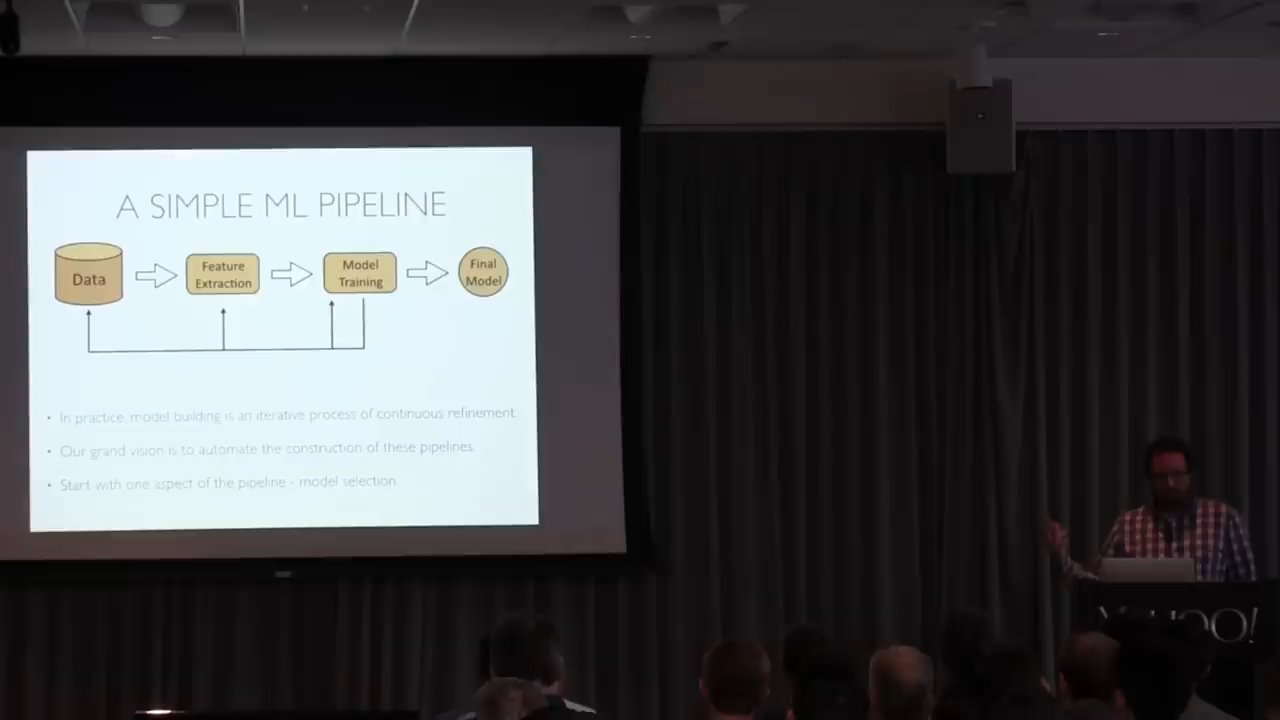 A SIMPLE ML PIPELINE
Data
Feature
Extraction
Model
Training
Final
Model
• In practice, model building is an iterative process of continuous refinement.
• Our grand vision is to automate the construction of these pipelines.
• Start with one aspect of the pipeline - model selection.
YAHOO!